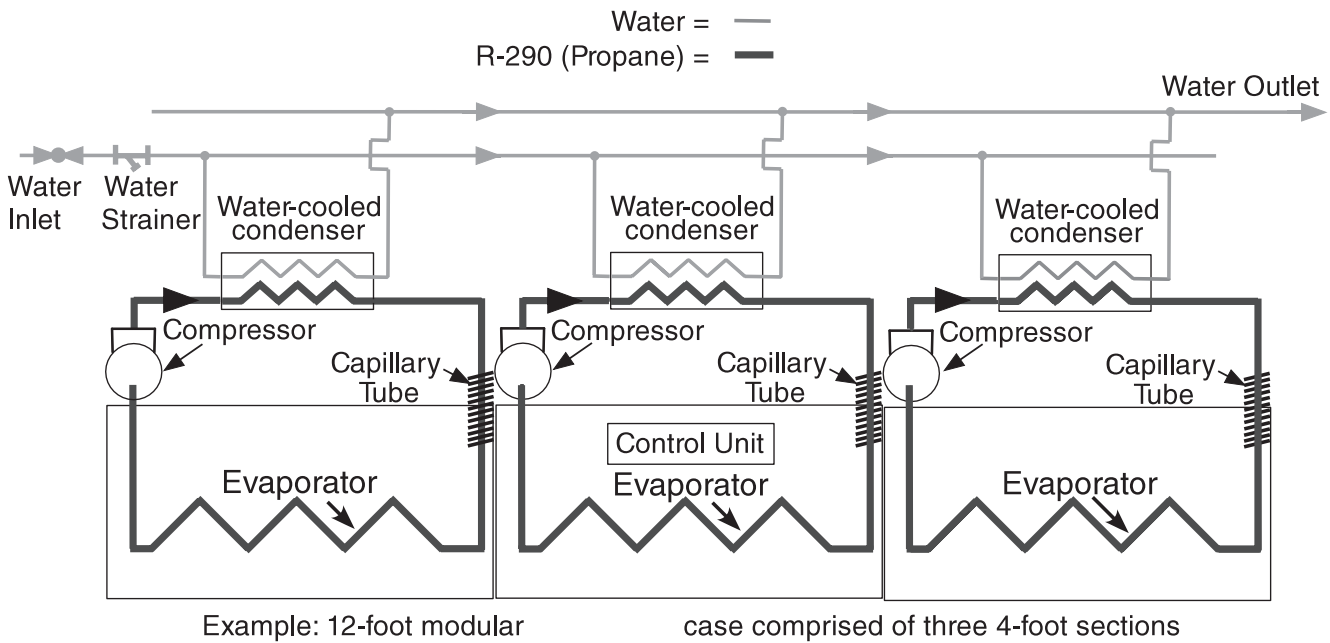 Water =
R-290 (Propane) =
Water Outlet
Water
Inlet
Water
Strainer
Water-cooled
condenser
Water-cooled
condenser
Water-cooled
condenser
Compressor
Compressor
Compressor
Capillary
Tube
Capillary
Tube
Capillary
Tube
Control Unit
Evaporator
Evaporator
Evaporator
Example: 12-foot modular case comprised of three 4-foot sections